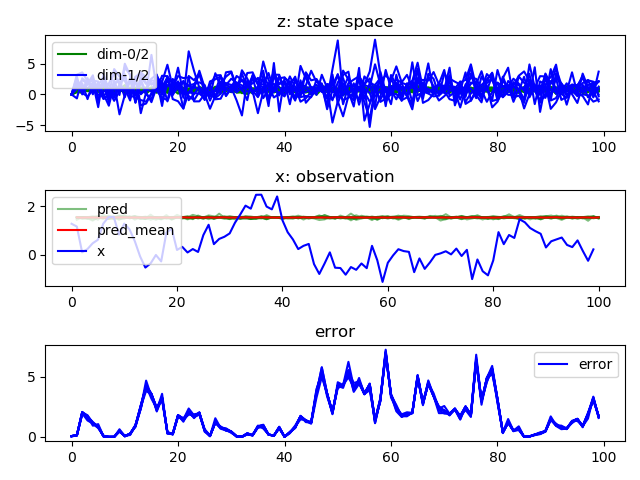 z: state space
dim-0/2
dim-1/2
5
0
−5
0 20 40 60 80 100
x: observation
pred
pred_mean
x
2
0
0 20 40 60 80 100
error
error
5
0
0 20 40 60 80 100